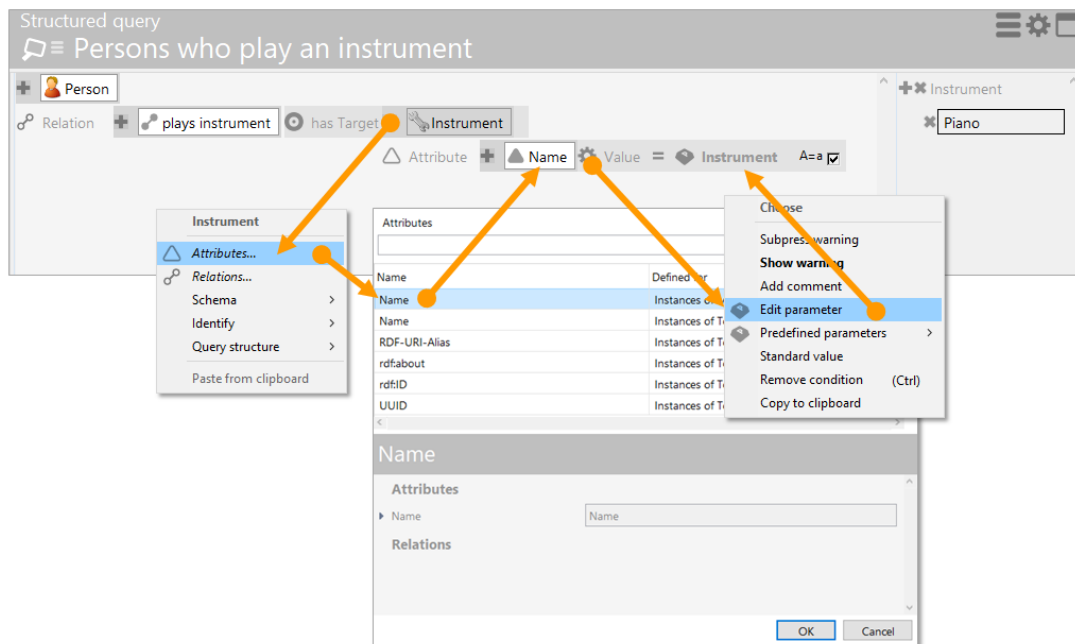 Structured query
Persons who play an instrument
Person
Instrument
Relation plays instrument has Target Instrument
Piano
Attribute Name Value = Instrument A=a
Instrument
Attributes...
Relations...
Schema
Identify
Query structure
Paste from clipboard
Attributes
Name Defined for
Name Instances of
Name Instances of
RDF-URI-Alias Instances of
rdf:about Instances of
rdf:ID Instances of
UUID Instances of
Choose
Subpress warning
Show warning
Add comment
Edit parameter
Predefined parameters
Standard value
Remove condition (Ctrl)
Copy to clipboard
Name
Attributes
Name Name
Relations
OK Cancel